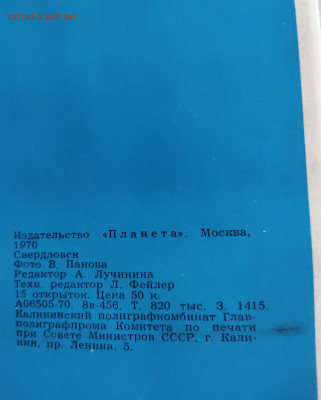 Издательство «Планета». Москва,
1970
Свердловск
Фото В. Панова
Редактор А. Лучинина
Техн. редактор Л. Фейлер
15 открыток. Цена 50 к.
А06505-70. 8в-456. Т. 820 тыс. З. 1415.
Калининский полиграфкомбинат Глав-
полиграфпрома Комитета по печати
при Совете Министров СССР, г. Кали-
нин, пр. Ленина, 5.